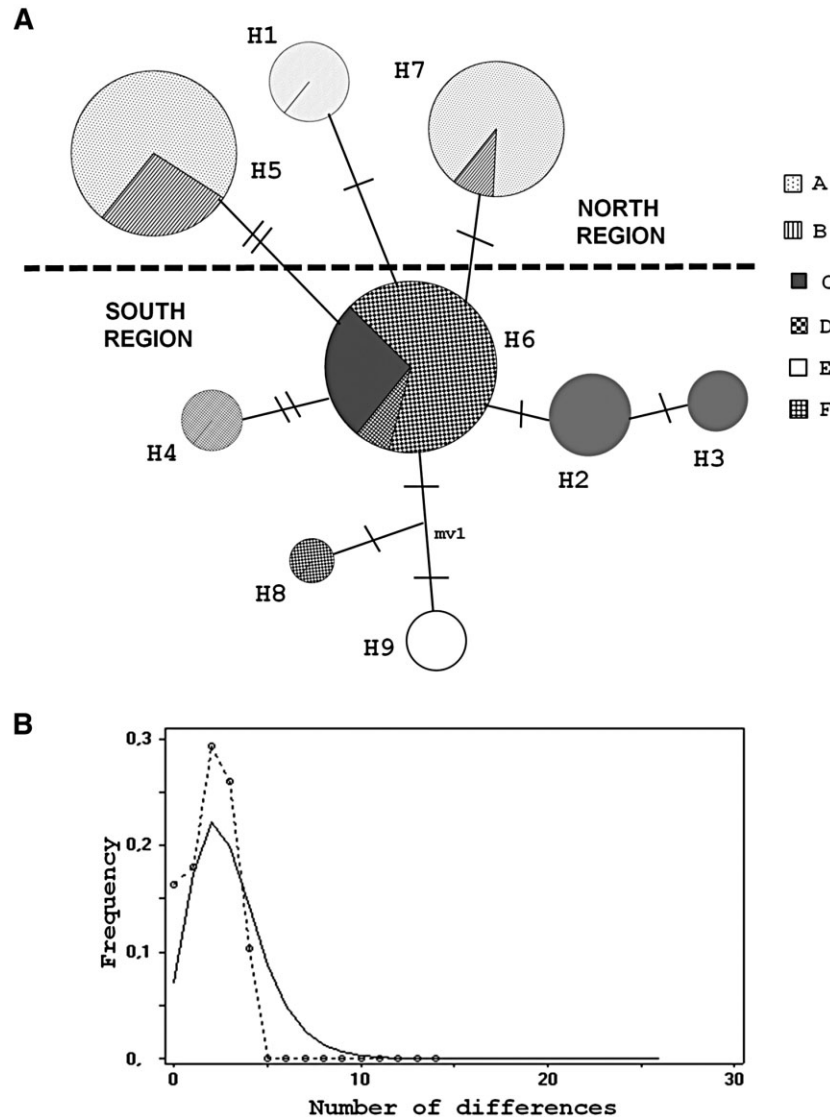 A
H1
H7
H5
NORTH
REGION
A
B
SOUTH
REGION
H6
C
D
E
F
H4
H2
H3
mv1
H8
H9
B
0,3
0,2
0,1
0,
Frequency
0
10
20
30
Number of differences